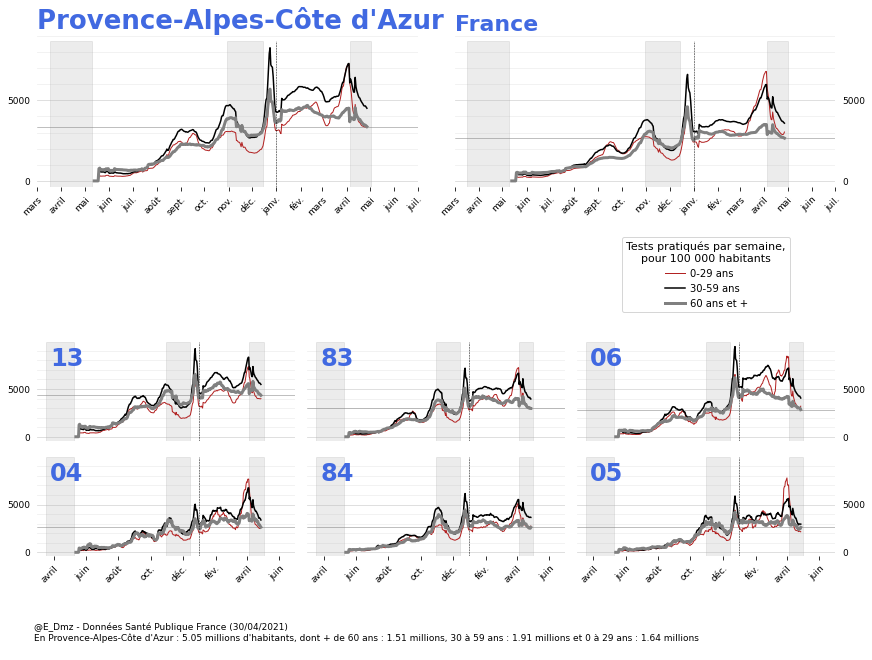 Provence-Alpes-Côte d'Azur
France
5000
0
5000
0
mars avril mai juin juil. août sept. oct. nov. déc. janv. fév. mars avril mai juin juil.
mars avril mai juin juil. août sept. oct. nov. déc. janv. fév. mars avril mai juin juil.
Tests pratiqués par semaine,
pour 100 000 habitants
0-29 ans
30-59 ans
60 ans et +
13
83
06
5000
0
5000
0
04
84
05
5000
0
5000
0
avril juin août oct. déc. fév. avril juin
avril juin août oct. déc. fév. avril juin
avril juin août oct. déc. fév. avril juin
@E_Dmz - Données Santé Publique France (30/04/2021)
En Provence-Alpes-Côte d'Azur : 5.05 millions d'habitants, dont + de 60 ans : 1.51 millions, 30 à 59 ans : 1.91 millions et 0 à 29 ans : 1.64 millions